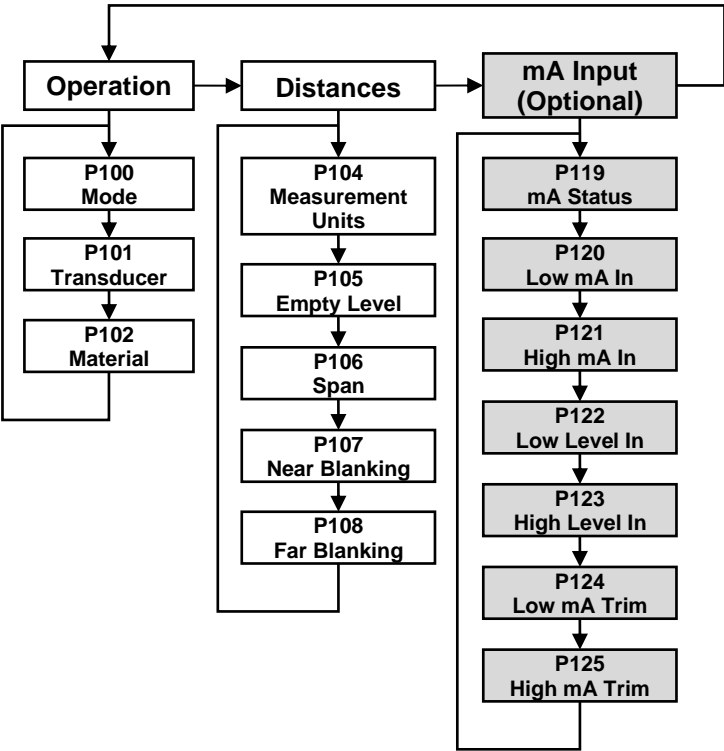 Operation
P100
Mode
P101
Transducer
P102
Material
Distances
P104
Measurement
Units
P105
Empty Level
P106
Span
P107
Near Blanking
P108
Far Blanking
mA Input
(Optional)
P119
mA Status
P120
Low mA In
P121
High mA In
P122
Low Level In
P123
High Level In
P124
Low mA Trim
P125
High mA Trim